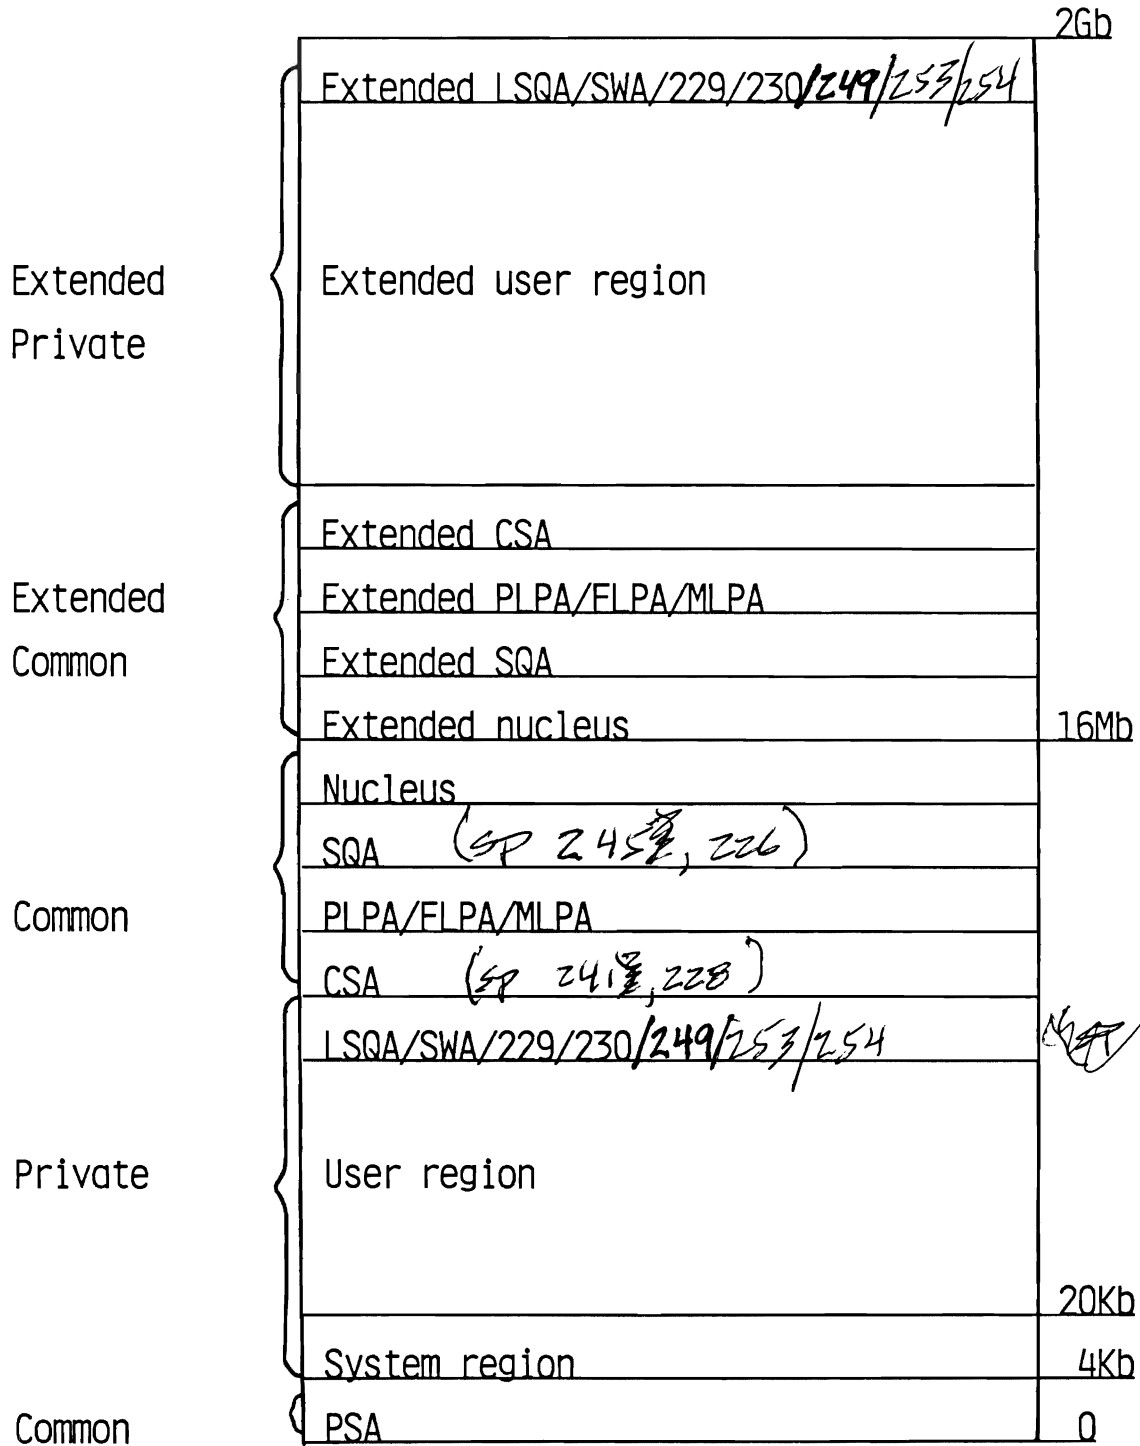 2Gb
Extended LSQA/SWA/229/230/249/253/254
Extended
Private
Extended user region
Extended CSA
Extended
Common
Extended PLPA/FLPA/MLPA
Extended SQA
Extended nucleus
16Mb
Nucleus
SQA (SP 245, 226)
Common
PLPA/FLPA/MLPA
CSA (SP 241, 228)
LSQA/SWA/229/230/249/253/254
Private
User region
20Kb
System region
4Kb
Common
PSA
0